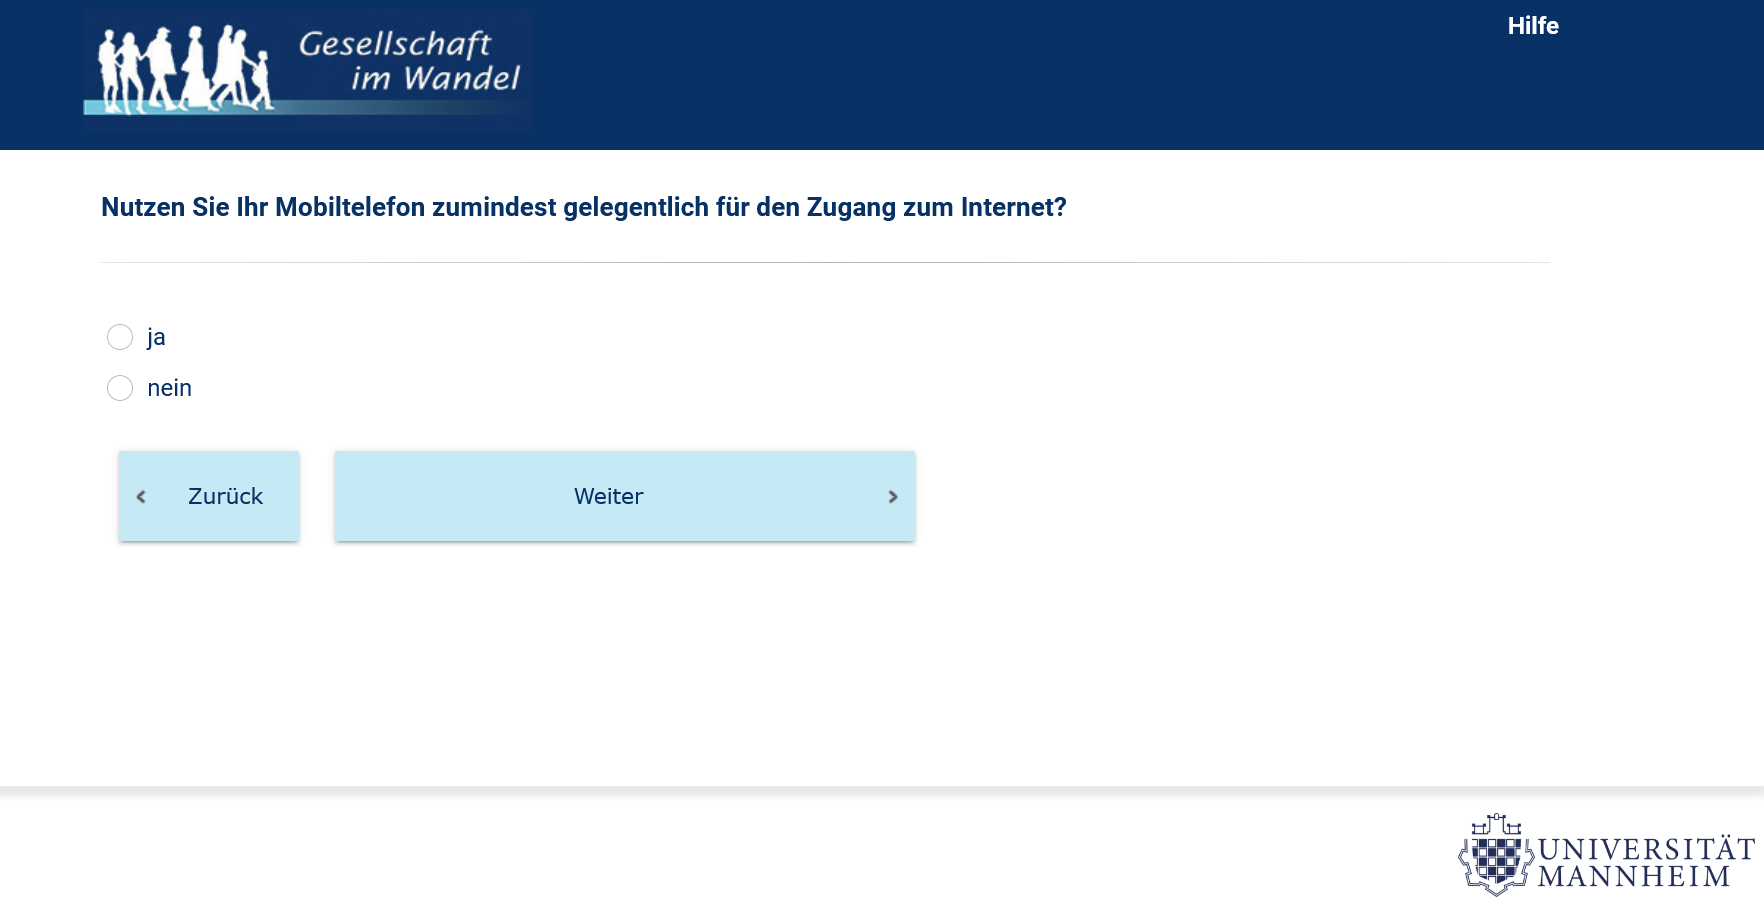 Gesellschaft
im Wandel
Hilfe
Nutzen Sie Ihr Mobiltelefon zumindest gelegentlich für den Zugang zum Internet?
ja
nein
Zurück
Weiter
UNIVERSITÄT
MANNHEIM